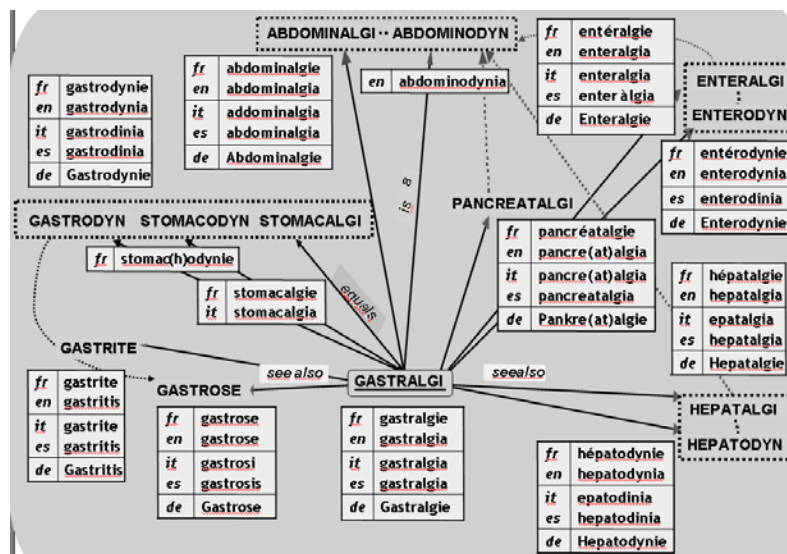 ABDOMINALGI -- ABDOMINODYN
fr entéralgie
en enteralgia
it enteralgia
es enteràlgia
de Enteralgie
ENTERALGI
ENTERODYN
fr gastrodynie
en gastrodynia
it gastrodinia
es gastrodinia
de Gastrodynie
fr abdominalgie
en abdominalgia
it addominalgia
es abdominalgia
de Abdominalgie
en abdominodynia
fr entérodynie
en enterodynia
es enterodinia
de Enterodynie
is a
PANCREATALGI
GASTRODYN STOMACODYN STOMACALGI
fr stomac(h)odynie
fr pancréatalgie
en pancre(at)algia
it pancre(at)algia
es pancreatalgia
de Pankre(at)algie
fr stomacalgie
it stomacalgia
equals
fr hépatalgie
en hepatalgia
it epatalgia
es hepatalgia
de Hepatalgie
GASTRITE
see also
GASTRALGI
seealso
GASTROSE
fr gastrite
en gastritis
it gastrite
es gastritis
de Gastritis
fr gastrose
en gastrose
it gastrosi
es gastrosis
de Gastrose
fr gastralgie
en gastralgia
it gastralgia
es gastralgia
de Gastralgie
HEPATALGI
HEPATODYN
fr hépatodynie
en hepatodynia
it epatodinia
es hepatodinia
de Hepatodynie